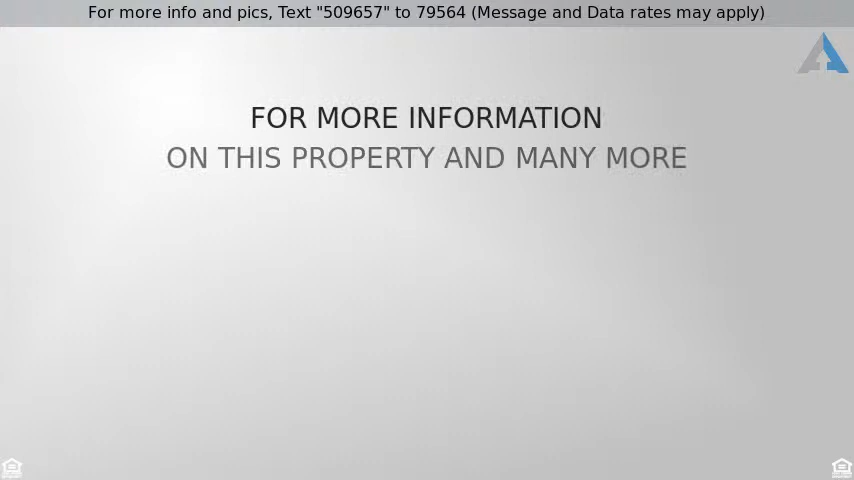 For more info and pics, Text "509657" to 79564 (Message and Data rates may apply)
FOR MORE INFORMATION
ON THIS PROPERTY AND MANY MORE